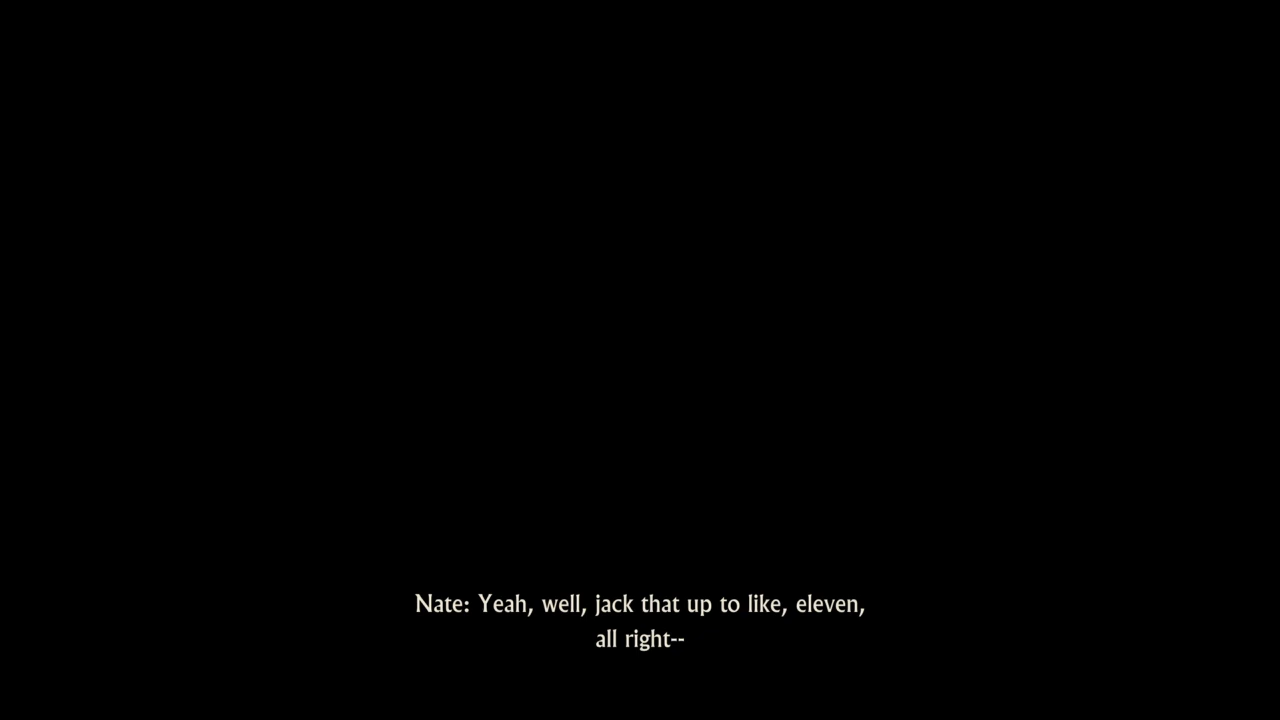 Nate: Yeah, well, jack that up to like, eleven,
all right--